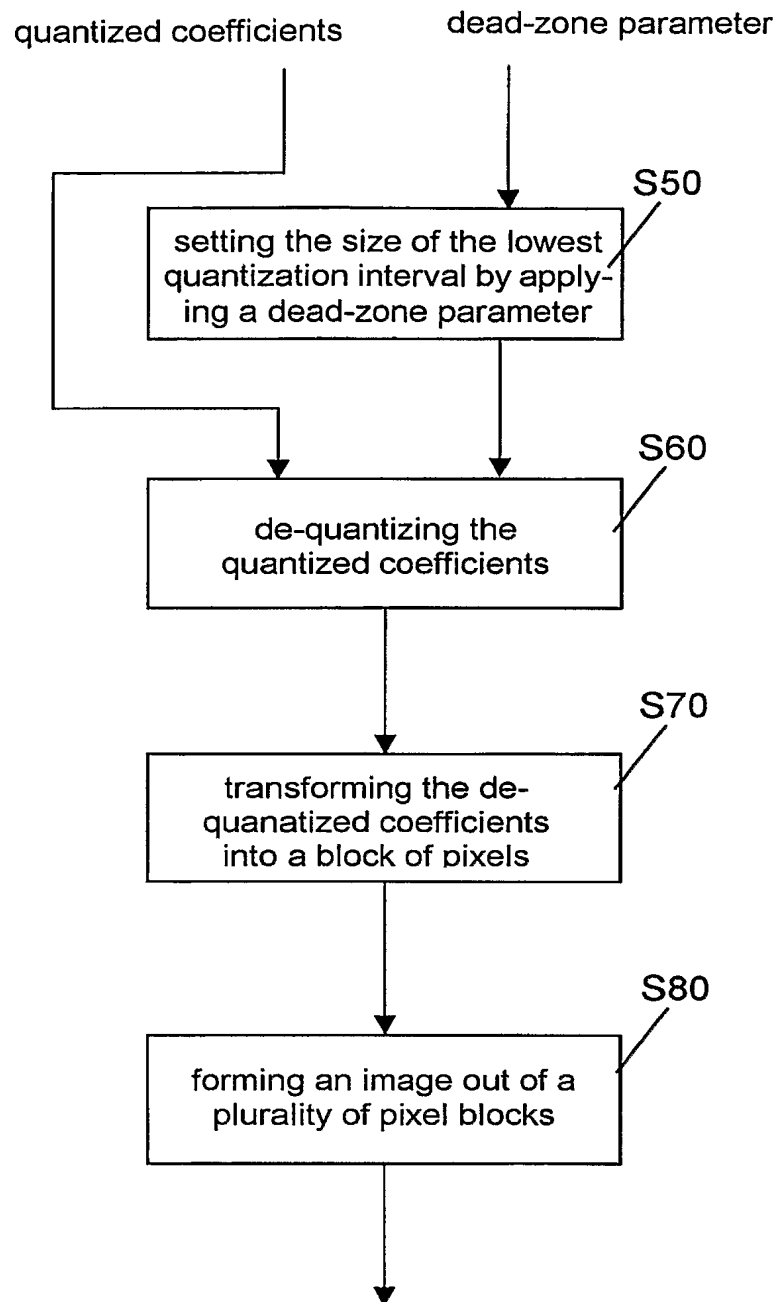 quantized coefficients
dead-zone parameter
S50
setting the size of the lowest
quantization interval by apply-
ing a dead-zone parameter
S60
de-quantizing the
quantized coefficients
S70
transforming the de-
quanatized coefficients
into a block of pixels
S80
forming an image out of a
plurality of pixel blocks